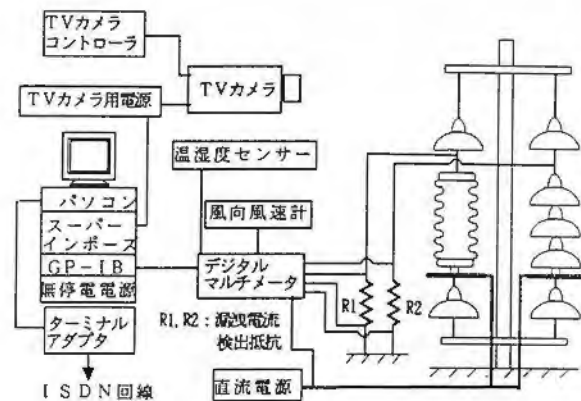 TVカメラ
コントローラ
TVカメラ
TVカメラ用電源
温湿度センサー
パソコン
スーパー
インポーズ
GP-IB
無停電電源
風向風速計
デジタル
マルチメータ
R1
R2
R1,R2:漏洩電流
検出抵抗
ターミナル
アダプタ
直流電源
ISDN回線